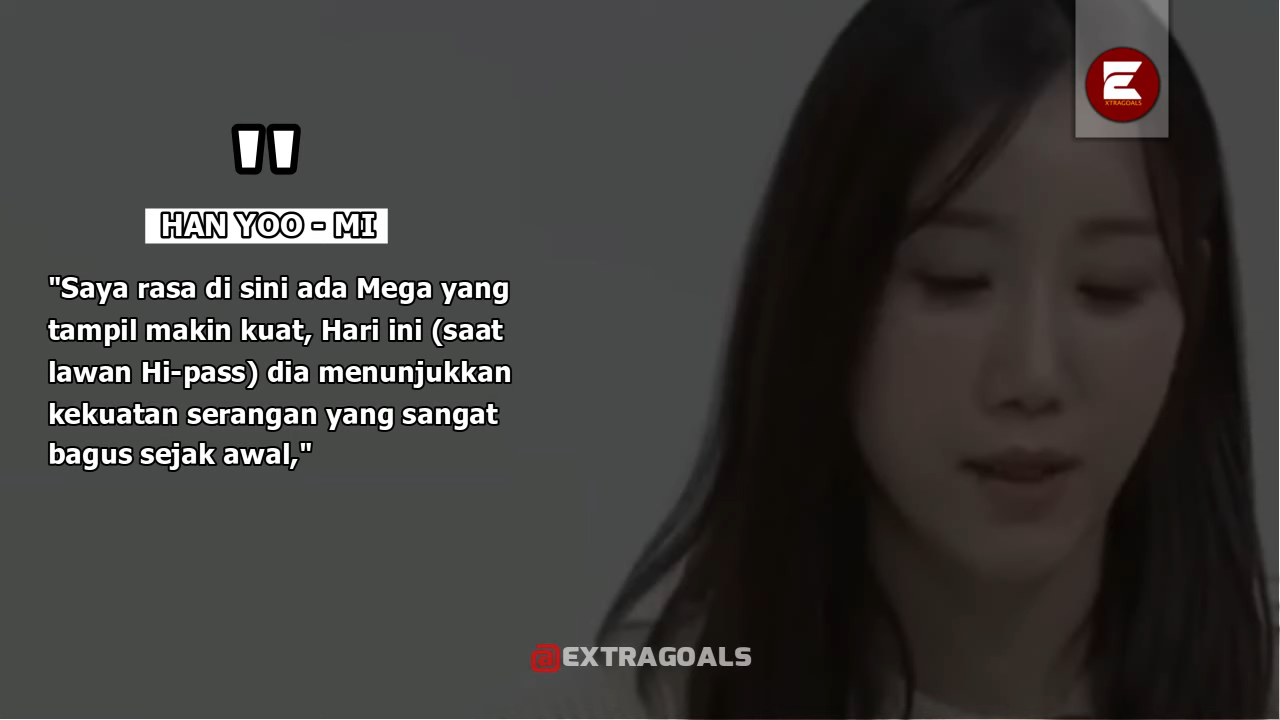 E
XTRAGOALS
"
HAN YOO - MI
"Saya rasa di sini ada Mega yang
tampil makin kuat, Hari ini (saat
lawan Hi-pass) dia menunjukkan
kekuatan serangan yang sangat
bagus sejak awal,"
@EXTRAGOALS